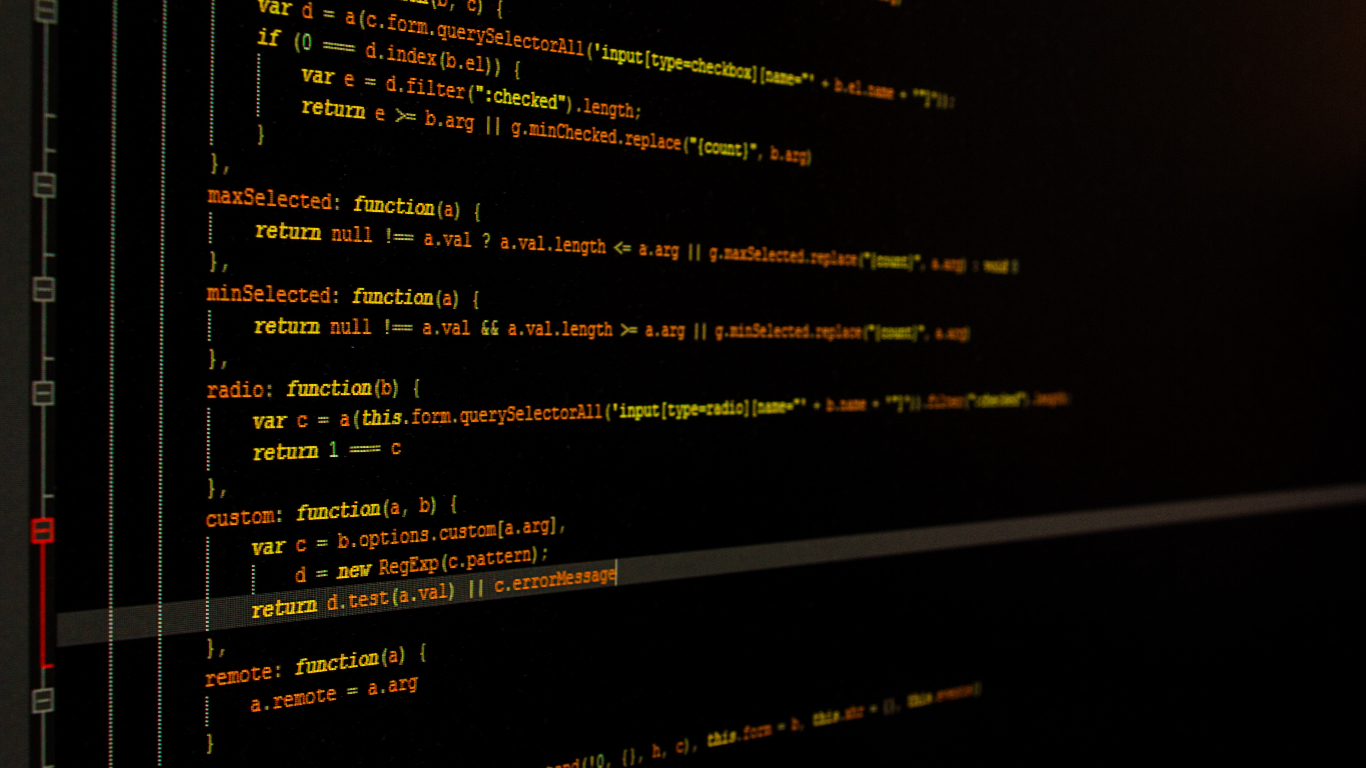 (b, c) {
var d = a(c.form.querySelectorAll('input[type=checkbox][name="' + b.el.name + '"]'));
if (0 === d.index(b.el)) {
var e = d.filter(":checked").length;
return e >= b.arg || g.minChecked.replace("{count}", b.arg)
}
},
maxSelected: function(a) {
return null !== a.val ? a.val.length <= a.arg || g.maxSelected.replace("{count}", a.arg) : void 0
},
minSelected: function(a) {
return null !== a.val && a.val.length >= a.arg || g.minSelected.replace("{count}", a.arg)
},
radio: function(b) {
var c = a(this.form.querySelectorAll('input[type=radio][name="' + b.name + '"]')).filter(":checked").length;
return 1 === c
},
custom: function(a, b) {
var c = b.options.custom[a.arg],
d = new RegExp(c.pattern);
return d.test(a.val) || c.errorMessage
},
remote: function(a) {
a.remote = a.arg
}
(!0, {}, h, c), this.form = b, this.xhr = {}, this.events)